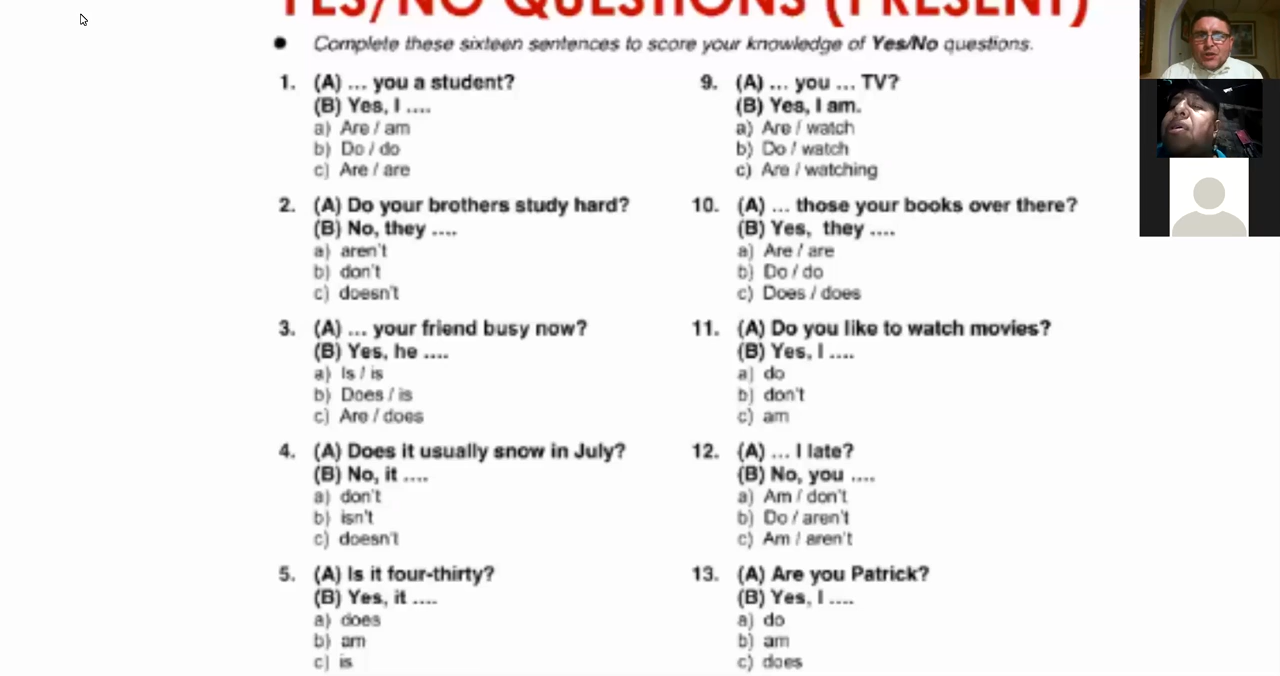 YES/NO QUESTIONS (PRESENT)
● Complete these sixteen sentences to score your knowledge of Yes/No questions.
1. (A) ... you a student?
(B) Yes, I ....
a) Are / am
b) Do / do
c) Are / are
2. (A) Do your brothers study hard?
(B) No, they ....
a) aren't
b) don't
c) doesn't
3. (A) ... your friend busy now?
(B) Yes, he ....
a) Is / is
b) Does / is
c) Are / does
4. (A) Does it usually snow in July?
(B) No, it ....
a) don't
b) isn't
c) doesn't
5. (A) Is it four-thirty?
(B) Yes, it ....
a) does
b) am
c) is
9. (A) ... you ... TV?
(B) Yes, I am.
a) Are / watch
b) Do / watch
c) Are / watching
10. (A) ... those your books over there?
(B) Yes, they ....
a) Are / are
b) Do / do
c) Does / does
11. (A) Do you like to watch movies?
(B) Yes, I ....
a) do
b) don't
c) am
12. (A) ... I late?
(B) No, you ....
a) Am / don't
b) Do / aren't
c) Am / aren't
13. (A) Are you Patrick?
(B) Yes, I ....
a) do
b) am
c) does